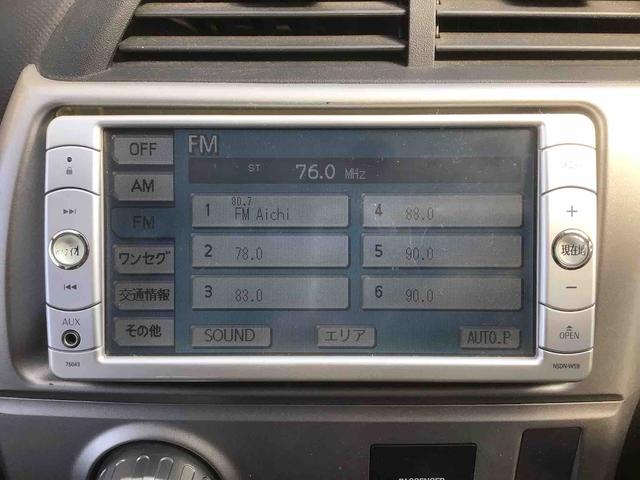 OFF
FM
ST 76.0 MHz
AM
1 80.7 FM Aichi
4 88.0
FM
2 78.0
5 90.0
ワンセグ
3 83.0
6 90.0
交通情報
その他
SOUND
エリア
AUTO.P
AUX
76043
+
現在地
−
OPEN
NSDN-W59
PASSENGER